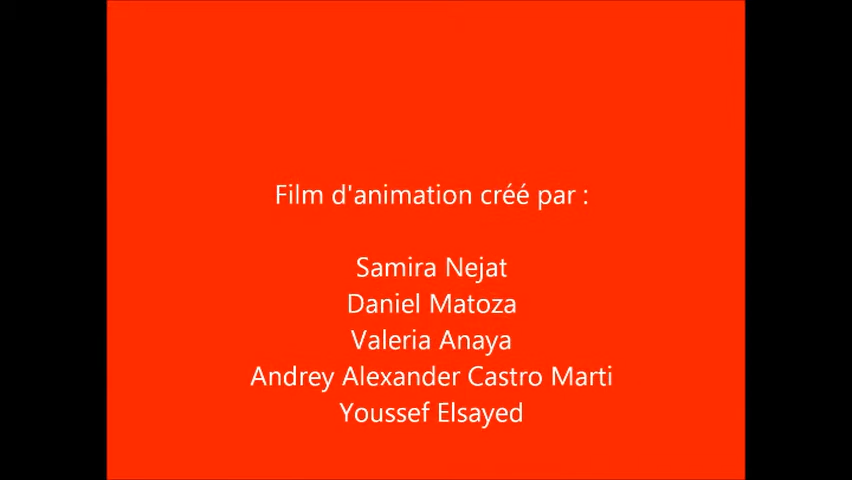 Film d'animation créé par :
Samira Nejat
Daniel Matoza
Valeria Anaya
Andrey Alexander Castro Marti
Youssef Elsayed